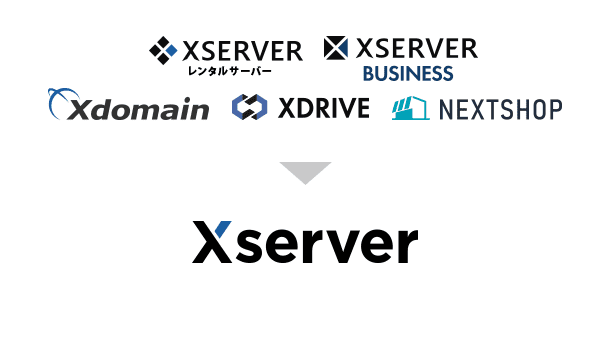 XSERVER
レンタルサーバー
XSERVER
BUSINESS
Xdomain
XDRIVE
NEXTSHOP
Xserver